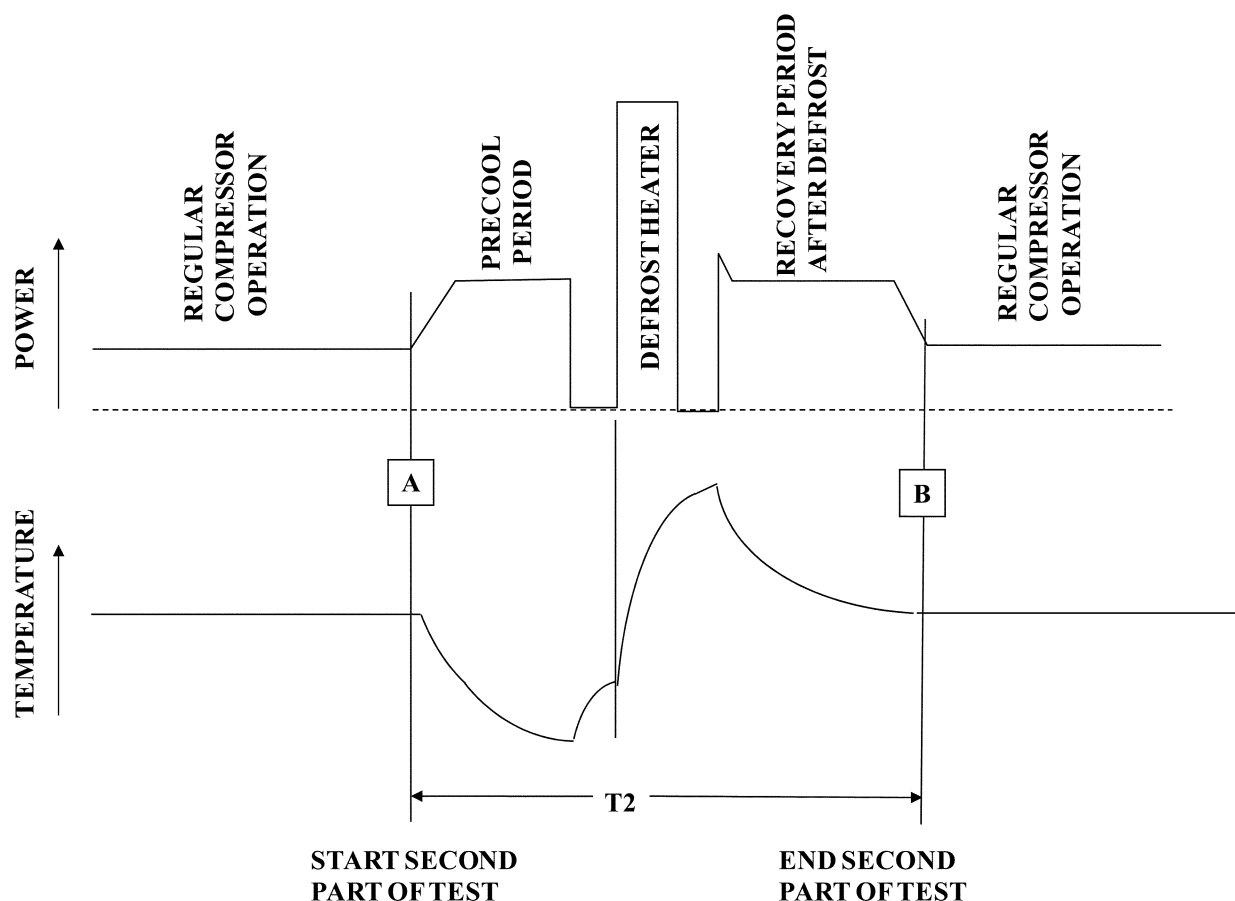 REGULAR
COMPRESSOR
OPERATION
PRECOOL
PERIOD
DEFROST HEATER
RECOVERY PERIOD
AFTER DEFROST
REGULAR
COMPRESSOR
OPERATION
POWER
A
B
TEMPERATURE
T2
START SECOND
PART OF TEST
END SECOND
PART OF TEST